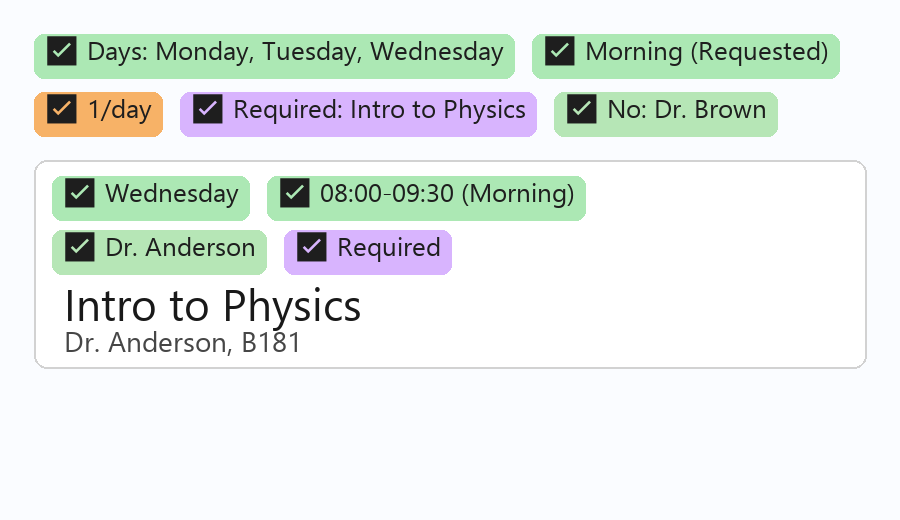 Days: Monday, Tuesday, Wednesday Morning (Requested)
1/day Required: Intro to Physics No: Dr. Brown
Wednesday 08:00-09:30 (Morning)
Dr. Anderson Required
Intro to Physics
Dr. Anderson, B181